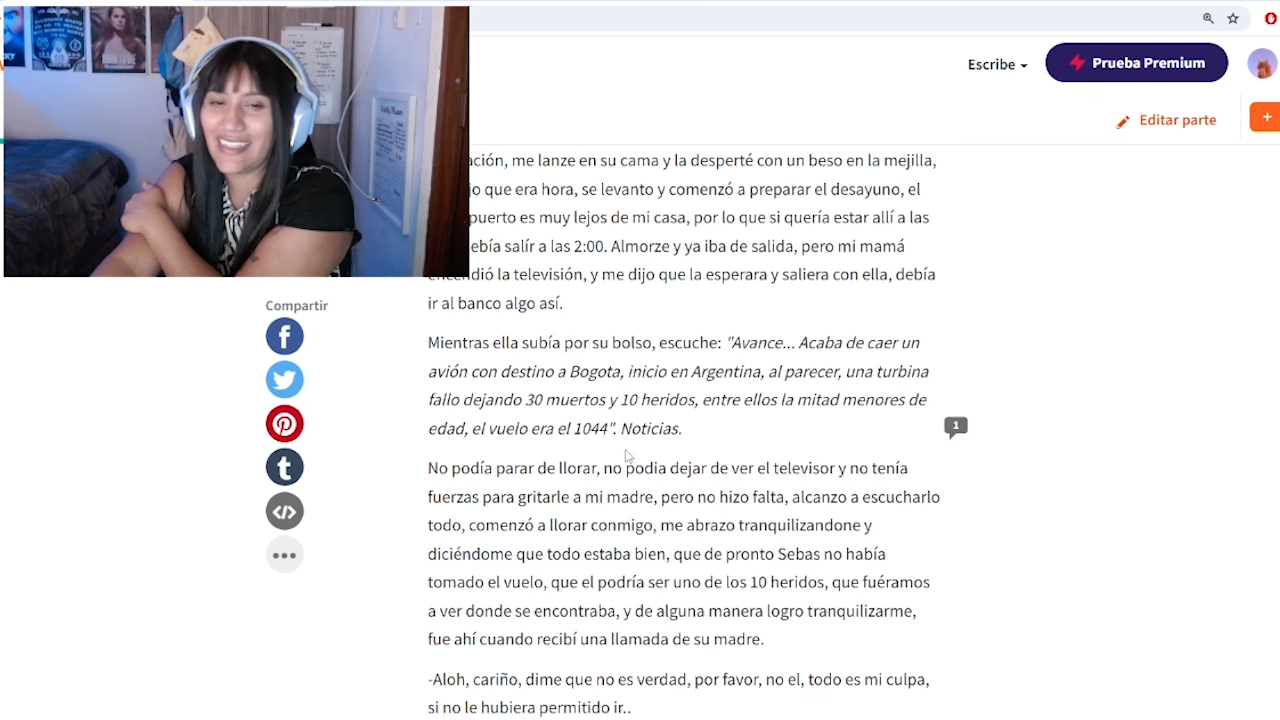 Escribe
Prueba Premium
Editar parte
+
ación, me lanze en su cama y la desperté con un beso en la mejilla,
jo que era hora, se levanto y comenzó a preparar el desayuno, el
puerto es muy lejos de mi casa, por lo que si quería estar allí a las
ebía salír a las 2:00. Almorze y ya iba de salida, pero mi mamá
encendió la televisión, y me dijo que la esperara y saliera con ella, debía
ir al banco algo así.
Compartir
Mientras ella subía por su bolso, escuche: "Avance... Acaba de caer un
avión con destino a Bogota, inicio en Argentina, al parecer, una turbina
fallo dejando 30 muertos y 10 heridos, entre ellos la mitad menores de
edad, el vuelo era el 1044". Noticias.
1
No podía parar de llorar, no podia dejar de ver el televisor y no tenía
fuerzas para gritarle a mi madre, pero no hizo falta, alcanzo a escucharlo
todo, comenzó a llorar conmigo, me abrazo tranquilizandone y
diciéndome que todo estaba bien, que de pronto Sebas no había
tomado el vuelo, que el podría ser uno de los 10 heridos, que fuéramos
a ver donde se encontraba, y de alguna manera logro tranquilizarme,
fue ahí cuando recibí una llamada de su madre.
-Aloh, cariño, dime que no es verdad, por favor, no el, todo es mi culpa,
si no le hubiera permitido ir..